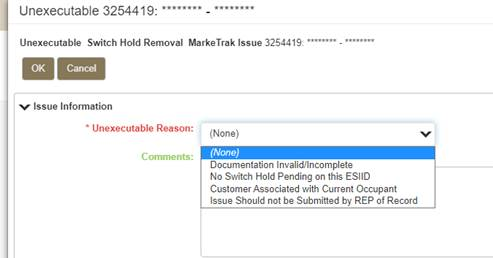 Unexecutable 3254419: ******** - ********
Unexecutable Switch Hold Removal MarkeTrak Issue 3254419: ******** - ********
OK Cancel
Issue Information
* Unexecutable Reason: (None)
(None)
Comments: Documentation Invalid/Incomplete
No Switch Hold Pending on this ESIID
Customer Associated with Current Occupant
Issue Should not be Submitted by REP of Record